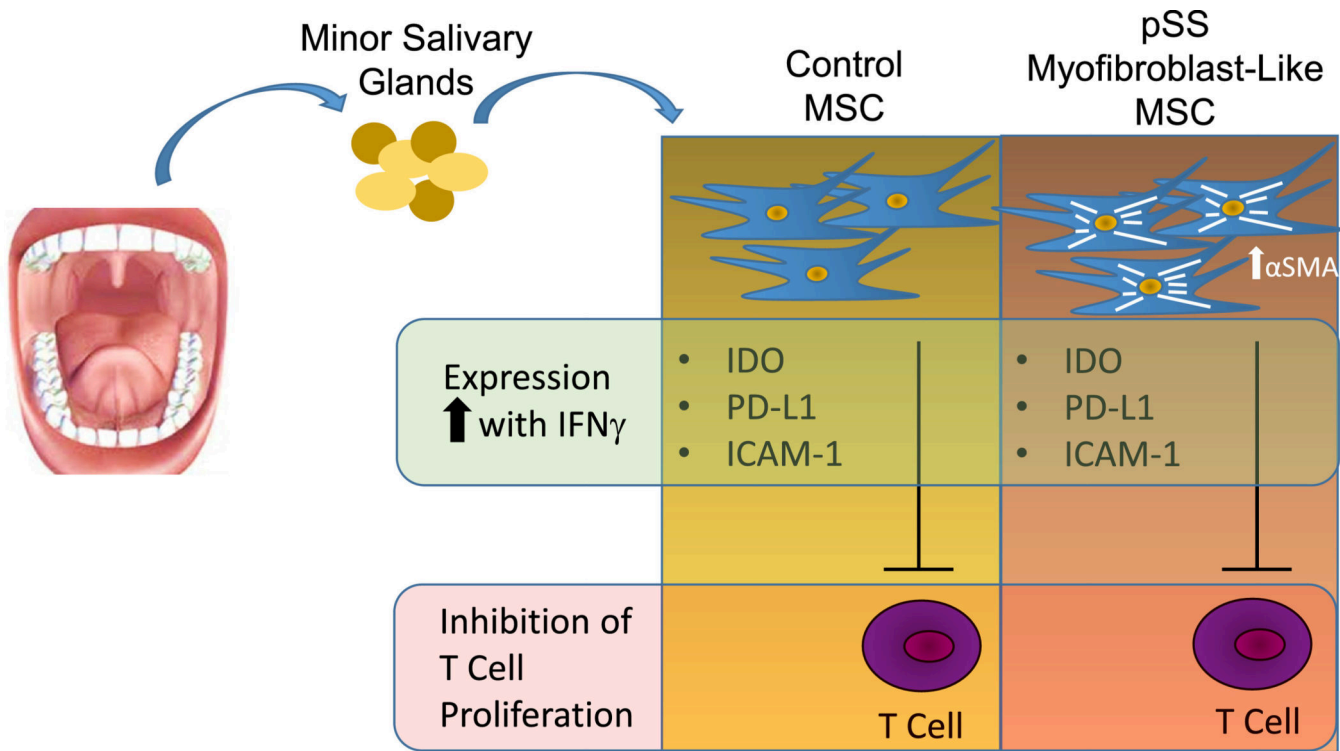 Minor Salivary
Glands
Control
MSC
pSS
Myofibroblast-Like
MSC
αSMA
Expression
with IFNγ
• IDO
• PD-L1
• ICAM-1
• IDO
• PD-L1
• ICAM-1
Inhibition of
T Cell
Proliferation
T Cell
T Cell